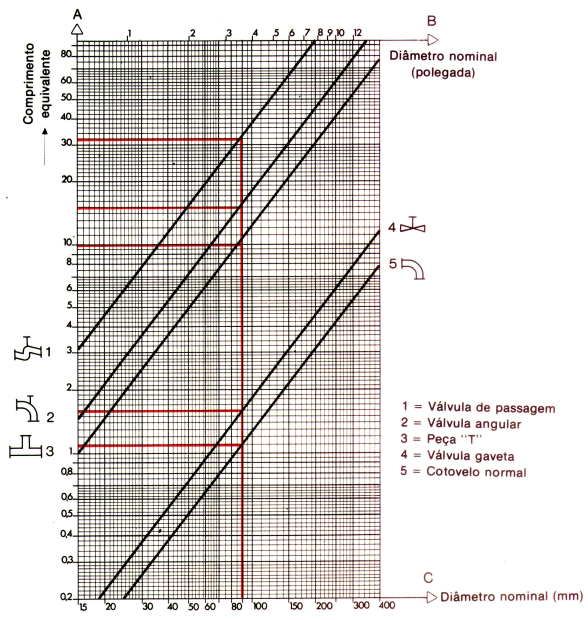 A
B
1 2 3 4 5 6 7 8 9 10 12
Diâmetro nominal
(polegada)
Comprimento
equivalente
80
60
50
40
30
20
10
8
6
5
4
3
2
1
0,8
0,6
0,5
0,4
0,3
0,2
1
2
3
4
5
1 = Válvula de passagem
2 = Válvula angular
3 = Peça "T"
4 = Válvula gaveta
5 = Cotovelo normal
C
15 20 30 40 50 60 80 100 150 200 300 400
Diâmetro nominal (mm)